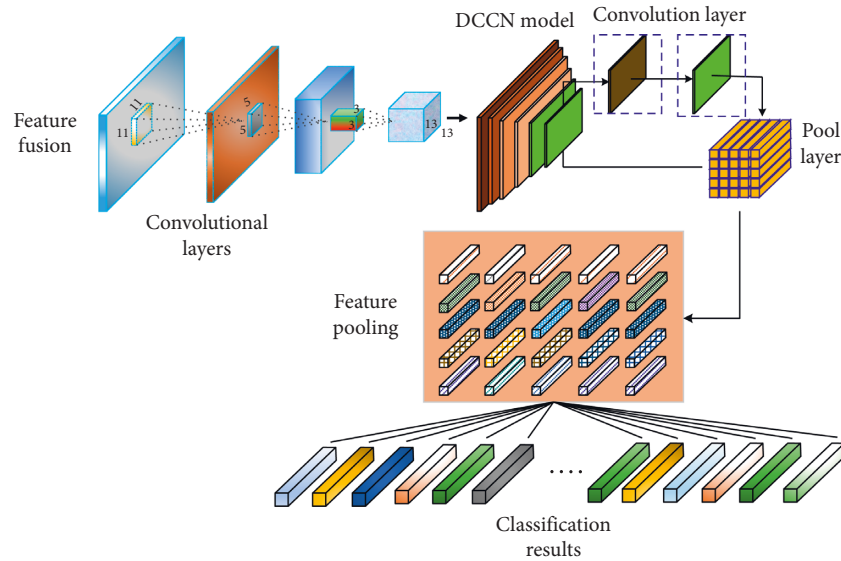 DCCN model
Convolution layer
11
11
5
5
3
3
13
13
Feature
fusion
Pool
layer
Convolutional
layers
Feature
pooling
....
Classification
results